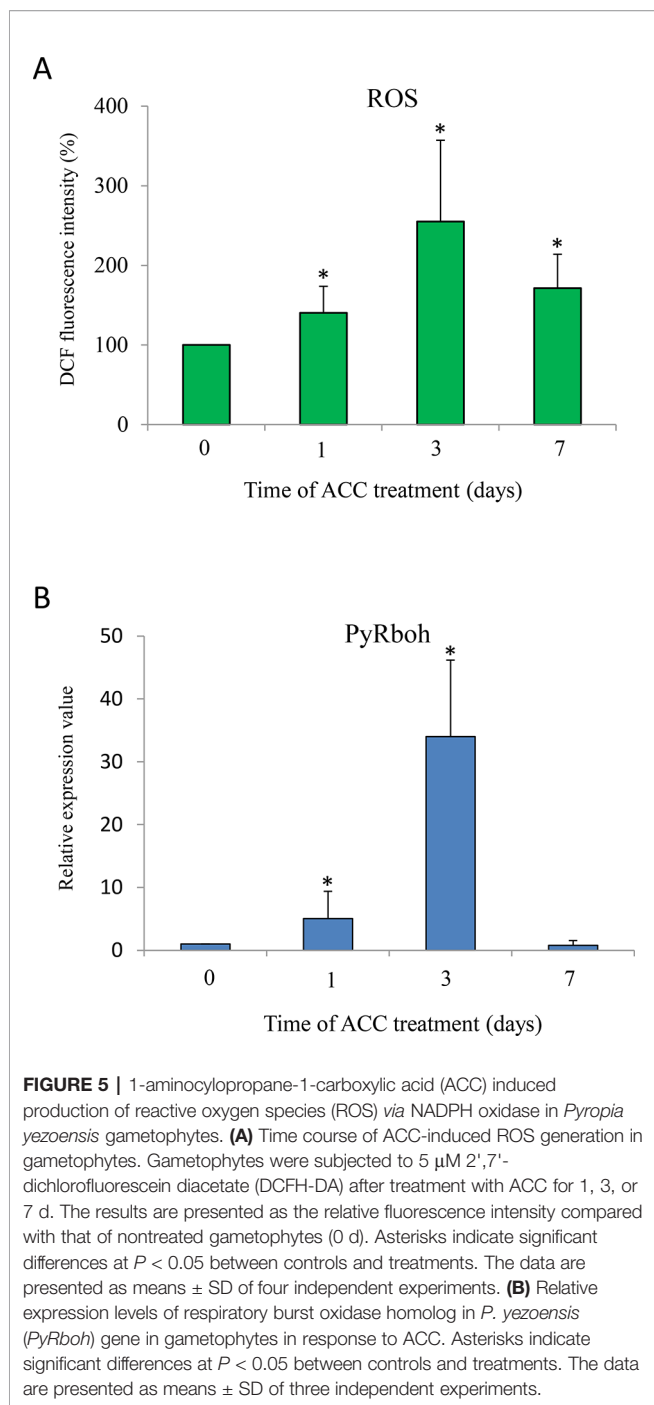 A
ROS
400
300
200
100
0
DCF fluorescence intensity (%)
*
*
*
0 1 3 7
Time of ACC treatment (days)
B
PyRboh
50
40
30
20
10
0
Relative expression value
*
*
0 1 3 7
Time of ACC treatment (days)
FIGURE 5 | 1-aminocylopropane-1-carboxylic acid (ACC) induced
production of reactive oxygen species (ROS) via NADPH oxidase in Pyropia
yezoensis gametophytes. (A) Time course of ACC-induced ROS generation in
gametophytes. Gametophytes were subjected to 5 μM 2',7'-
dichlorofluorescein diacetate (DCFH-DA) after treatment with ACC for 1, 3, or
7 d. The results are presented as the relative fluorescence intensity compared
with that of nontreated gametophytes (0 d). Asterisks indicate significant
differences at P < 0.05 between controls and treatments. The data are
presented as means ± SD of four independent experiments. (B) Relative
expression levels of respiratory burst oxidase homolog in P. yezoensis
(PyRboh) gene in gametophytes in response to ACC. Asterisks indicate
significant differences at P < 0.05 between controls and treatments. The data
are presented as means ± SD of three independent experiments.